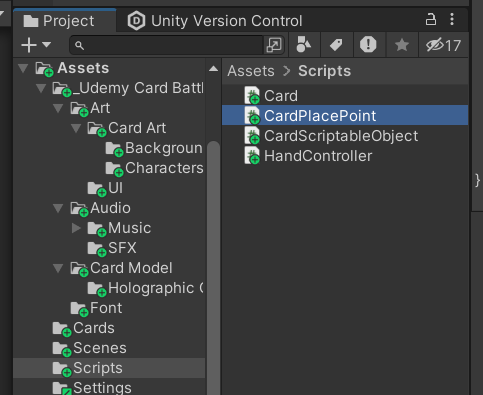 Project
Unity Version Control
17
Assets
_Udemy Card Battl
Art
Card Art
Backgroun
Characters
UI
Audio
Music
SFX
Card Model
Holographic C
Font
Cards
Scenes
Scripts
Settings
Assets > Scripts
Card
CardPlacePoint
CardScriptableObject
HandController
}